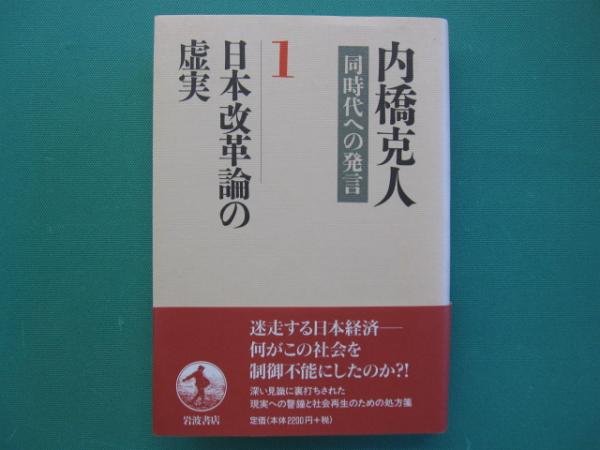 内橋克人
同時代への発言
1
日本改革論の
虚実
迷走する日本経済──
何がこの社会を
制御不能にしたのか?!
深い見識に裏打ちされた
現実への警鐘と社会再生のための処方箋
定価(本体2200円+税)
岩波書店